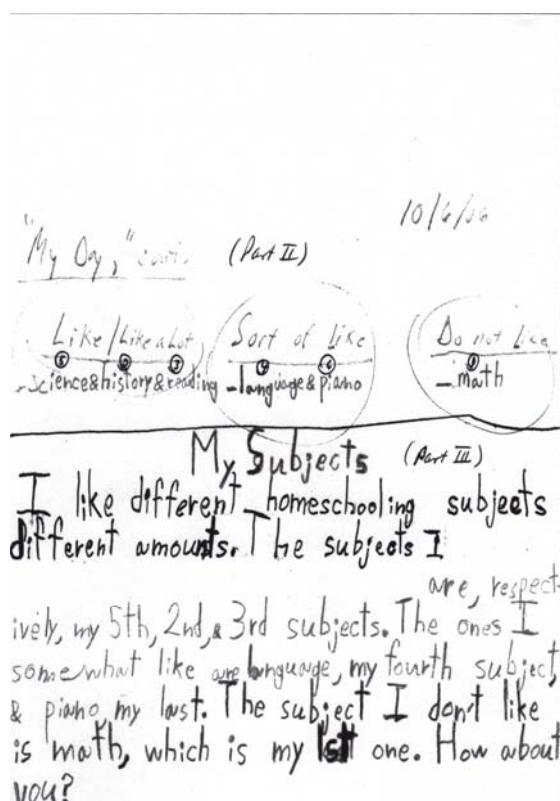 10/6/06
"My Day," cont. (Part II)
Like/Like a Lot Sort of Like Do not Like
5 2 3 4 6 1
-science&history&reading -language&piano -math
My Subjects (Part III)
I like different homeschooling subjects
different amounts. The subjects I
are, respect-
ively, my 5th, 2nd, & 3rd subjects. The ones I
somewhat like are language, my fourth subject,
& piano, my last. The subject I don't like
is math, which is my 1st one. How about
you?